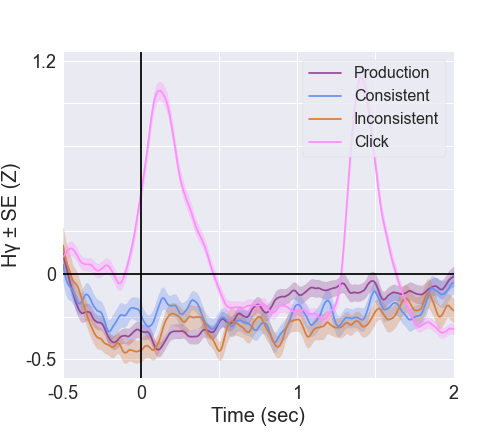 Hγ ± SE (Z)
1.2
0
-0.5
Production
Consistent
Inconsistent
Click
-0.5 0 1 2
Time (sec)